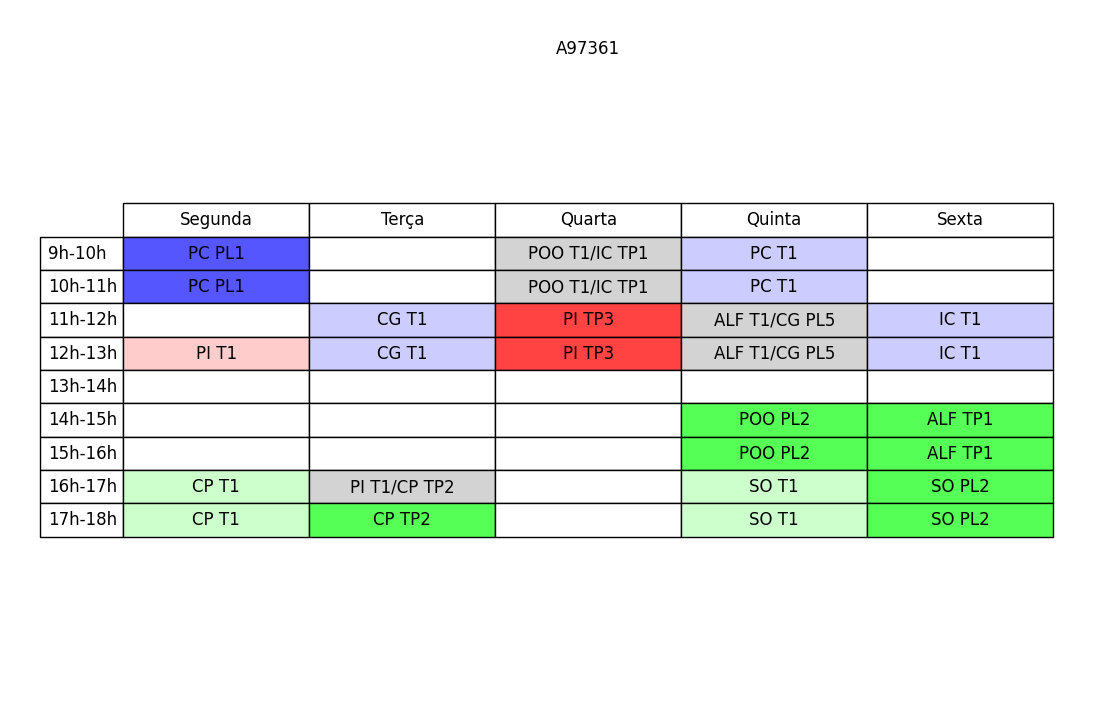 A97361
Segunda Terça Quarta Quinta Sexta
9h-10h PC PL1 POO T1/IC TP1 PC T1
10h-11h PC PL1 POO T1/IC TP1 PC T1
11h-12h CG T1 PI TP3 ALF T1/CG PL5 IC T1
12h-13h PI T1 CG T1 PI TP3 ALF T1/CG PL5 IC T1
13h-14h
14h-15h POO PL2 ALF TP1
15h-16h POO PL2 ALF TP1
16h-17h CP T1 PI T1/CP TP2 SO T1 SO PL2
17h-18h CP T1 CP TP2 SO T1 SO PL2